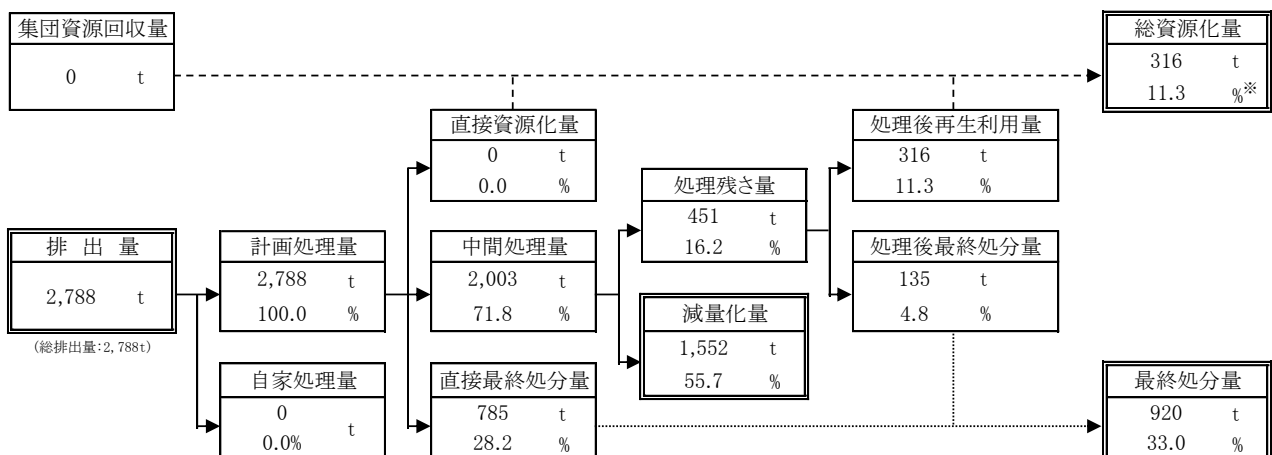 集団資源回収量
0 t
総資源化量
316 t
11.3 %※
直接資源化量
0 t
0.0 %
処理後再生利用量
316 t
11.3 %
処理残さ量
451 t
16.2 %
排 出 量
2,788 t
(総排出量:2,788t)
計画処理量
2,788 t
100.0 %
中間処理量
2,003 t
71.8 %
処理後最終処分量
135 t
4.8 %
減量化量
1,552 t
55.7 %
自家処理量
0 t
0.0%
直接最終処分量
785 t
28.2 %
最終処分量
920 t
33.0 %